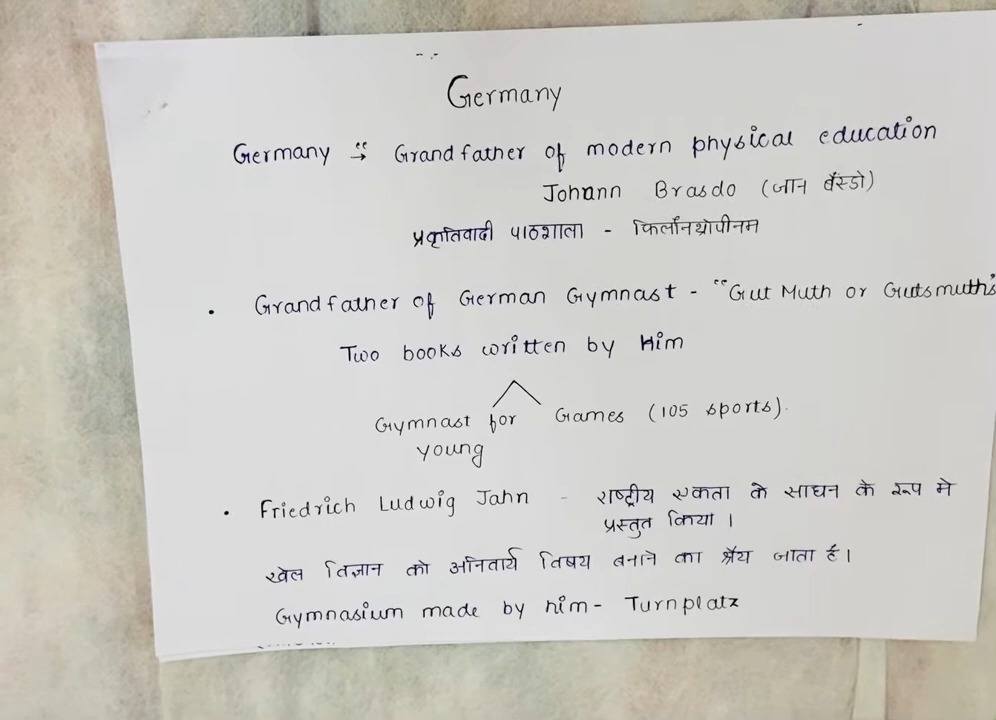 Germany
Germany → Grandfather of modern physical education
Johann Brasdo (जान बैस्डो)
प्रकृतिवादी पाठशाला - फिर्लानथ्रोपीनम
. Grandfather of German Gymnast - "Gut Muth or Gutsmuth's
Two books written by Him
Gymnast for Games (105 sports).
young
. Friedrich Ludwig Jahn - राष्ट्रीय एकता के साधन के रूप मे
प्रस्तुत किया ।
खेल विज्ञान को अनिवार्य विषय बनाने का श्रैय जाता है।
Gymnasium made by him - Turnplatz